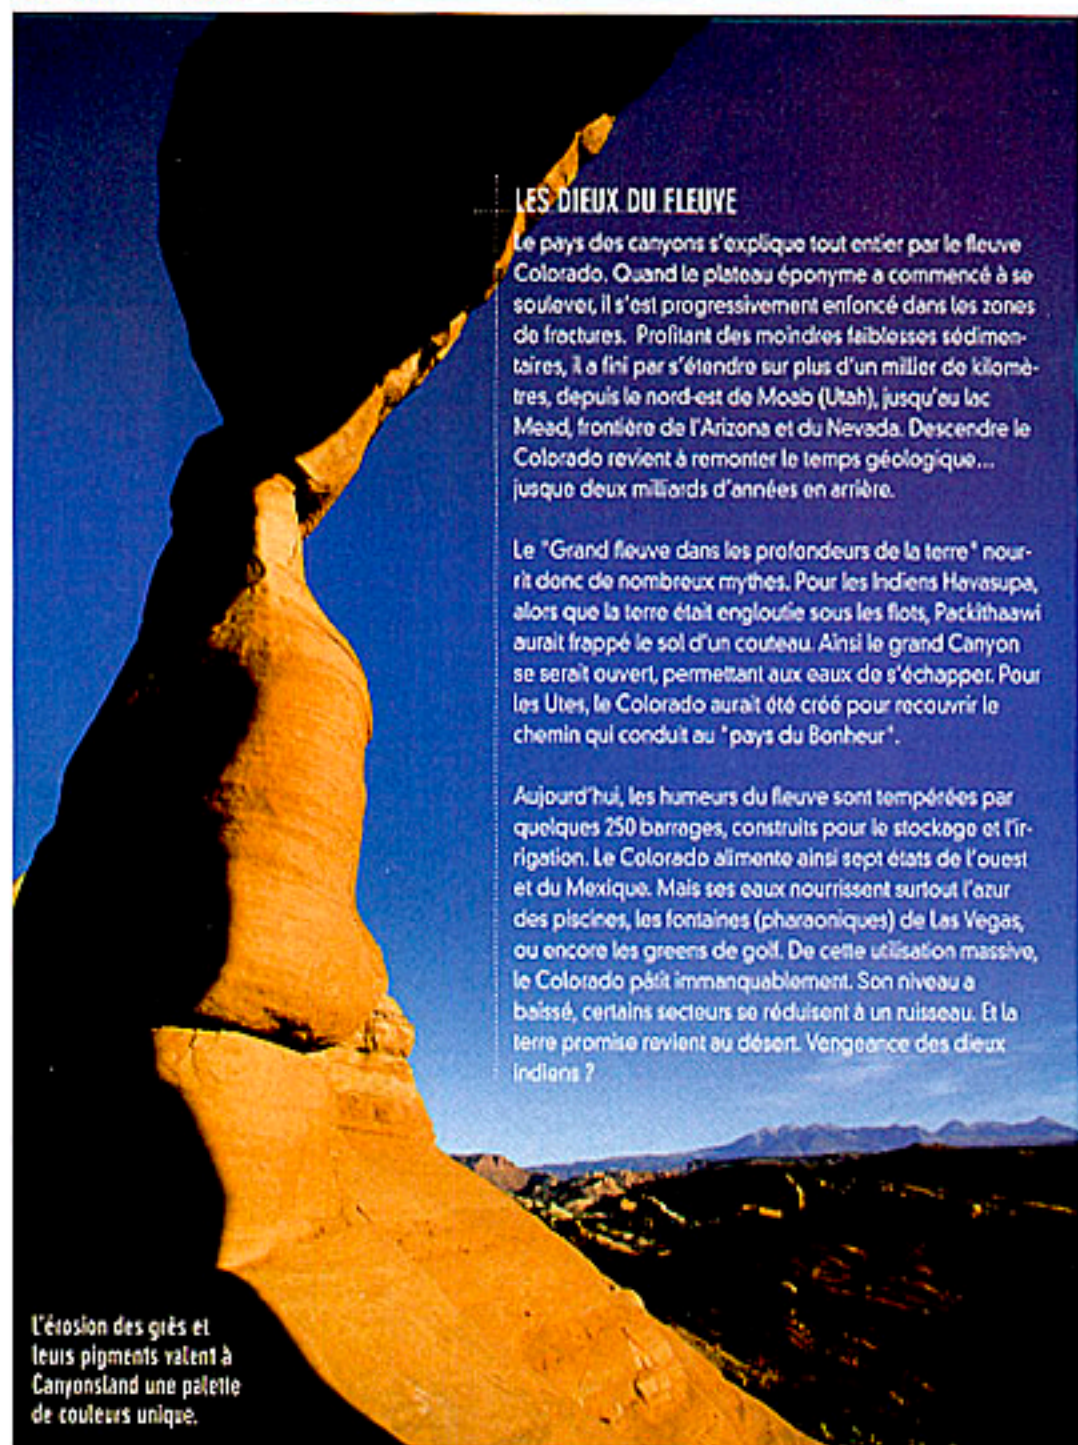 LES DIEUX DU FLEUVE
Le pays des canyons s'explique tout entier par le fleuve
Colorado. Quand le plateau éponyme a commencé à se
soulever, il s'est progressivement enfoncé dans les zones
de fractures. Profitant des moindres faiblesses sédimen-
taires, il a fini par s'étendre sur plus d'un millier de kilomè-
tres, depuis le nord-est de Moab (Utah), jusqu'au lac
Mead, frontière de l'Arizona et du Nevada. Descendre le
Colorado revient à remonter le temps géologique...
jusque deux milliards d'années en arrière.

Le "Grand fleuve dans les profondeurs de la terre" nour-
rit donc de nombreux mythes. Pour les Indiens Havasupa,
alors que la terre était engloutie sous les flots, Packithaawi
aurait frappé le sol d'un couteau. Ainsi le grand Canyon
se serait ouvert, permettant aux eaux de s'échapper. Pour
les Utes, le Colorado aurait été créé pour recouvrir le
chemin qui conduit au "pays du Bonheur".

Aujourd'hui, les humeurs du fleuve sont tempérées par
quelques 250 barrages, construits pour le stockage et l'ir-
rigation. Le Colorado alimente ainsi sept états de l'ouest
et du Mexique. Mais ses eaux nourrissent surtout l'azur
des piscines, les fontaines (pharaoniques) de Las Vegas,
ou encore les greens de golf. De cette utilisation massive,
le Colorado pâtit immanquablement. Son niveau a
baissé, certains secteurs se réduisent à un ruisseau. Et la
terre promise revient au désert. Vengeance des dieux
indiens ?

L'érosion des grès et
leurs pigments valent à
Canyonsland une palette
de couleurs unique.